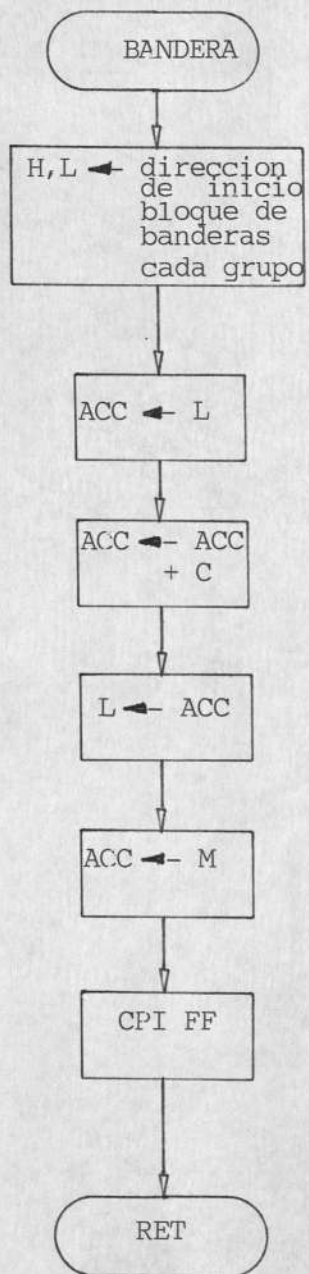 BANDERA
H,L ← direccion
de inicio
bloque de
banderas
cada grupo
ACC ← L
ACC ← ACC
+ C
L ← ACC
ACC ← M
CPI FF
RET